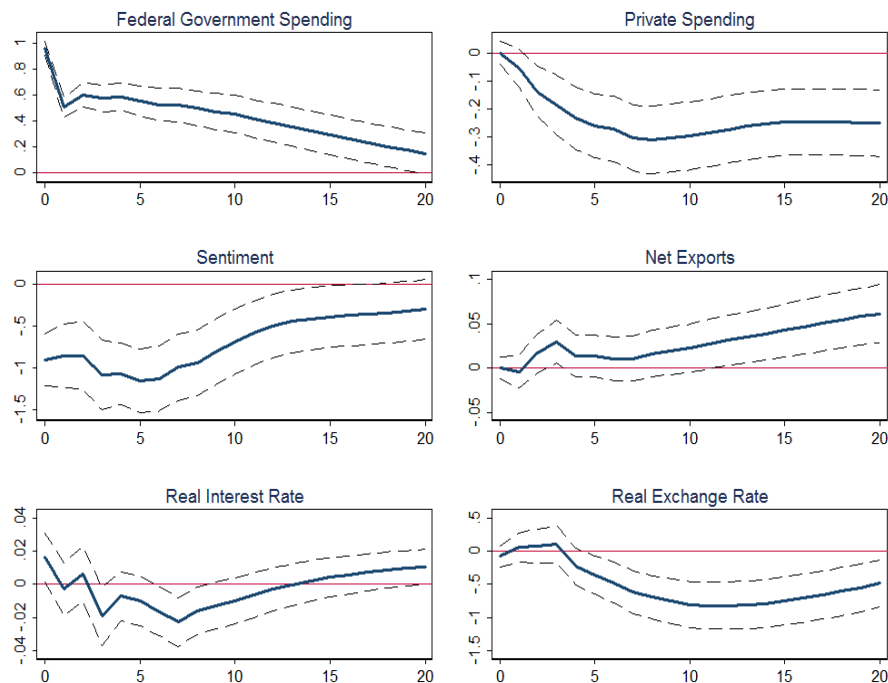 Federal Government Spending
1
.8
.6
.4
.2
0
0 5 10 15 20
Private Spending
0
-.1
-.2
-.3
-.4
0 5 10 15 20
Sentiment
0
-.5
-1
-1.5
0 5 10 15 20
Net Exports
.1
.05
0
-.05
0 5 10 15 20
Real Interest Rate
.04
.02
0
-.02
-.04
0 5 10 15 20
Real Exchange Rate
.5
0
-.5
-1
-1.5
0 5 10 15 20